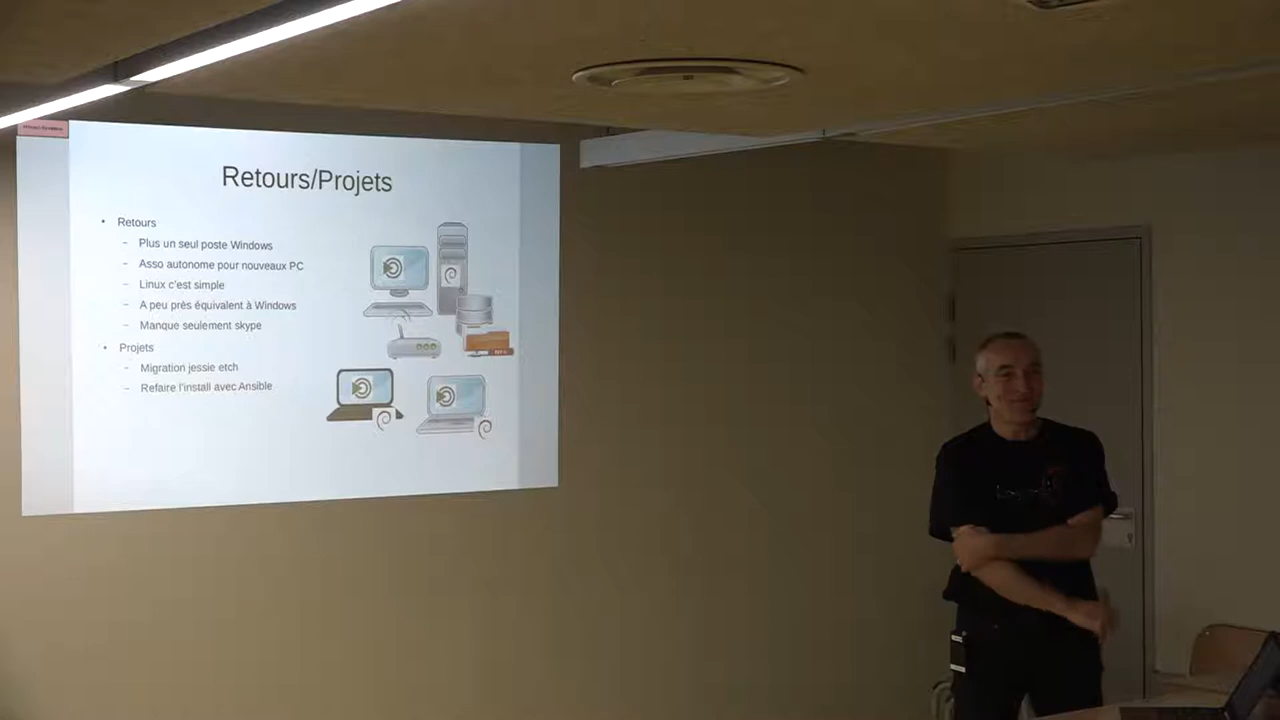 Retours/Projets
• Retours
– Plus un seul poste Windows
– Asso autonome pour nouveaux PC
– Linux c'est simple
– A peu près équivalent à Windows
– Manque seulement skype
• Projets
– Migration jessie etch
– Refaire l'install avec Ansible